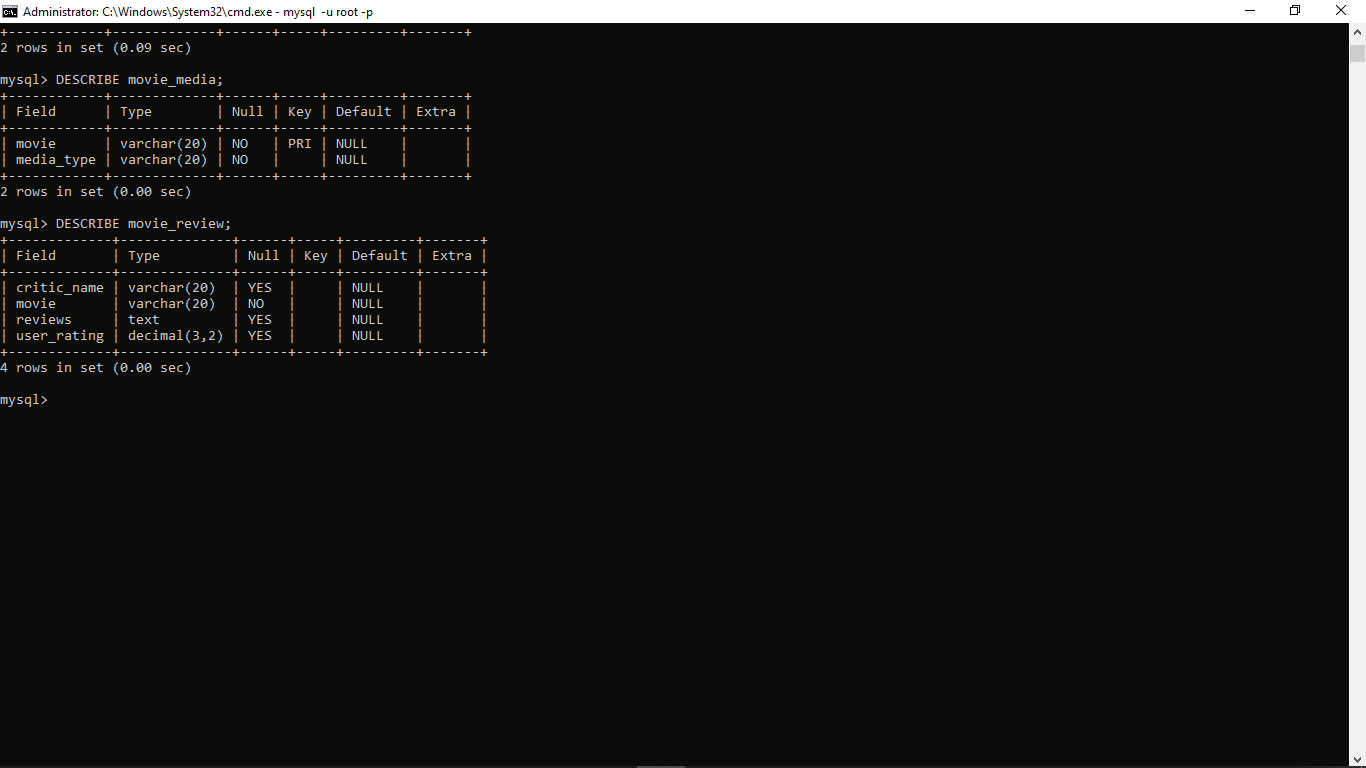 Administrator: C:\Windows\System32\cmd.exe - mysql  -u root -p
+------------+-------------+------+-----+---------+-------+
2 rows in set (0.09 sec)

mysql> DESCRIBE movie_media;
+------------+-------------+------+-----+---------+-------+
| Field      | Type        | Null | Key | Default | Extra |
+------------+-------------+------+-----+---------+-------+
| movie      | varchar(20) | NO   | PRI | NULL    |       |
| media_type | varchar(20) | NO   |     | NULL    |       |
+------------+-------------+------+-----+---------+-------+
2 rows in set (0.00 sec)

mysql> DESCRIBE movie_review;
+-------------+--------------+------+-----+---------+-------+
| Field       | Type         | Null | Key | Default | Extra |
+-------------+--------------+------+-----+---------+-------+
| critic_name | varchar(20)  | YES  |     | NULL    |       |
| movie       | varchar(20)  | NO   |     | NULL    |       |
| reviews     | text         | YES  |     | NULL    |       |
| user_rating | decimal(3,2) | YES  |     | NULL    |       |
+-------------+--------------+------+-----+---------+-------+
4 rows in set (0.00 sec)

mysql>